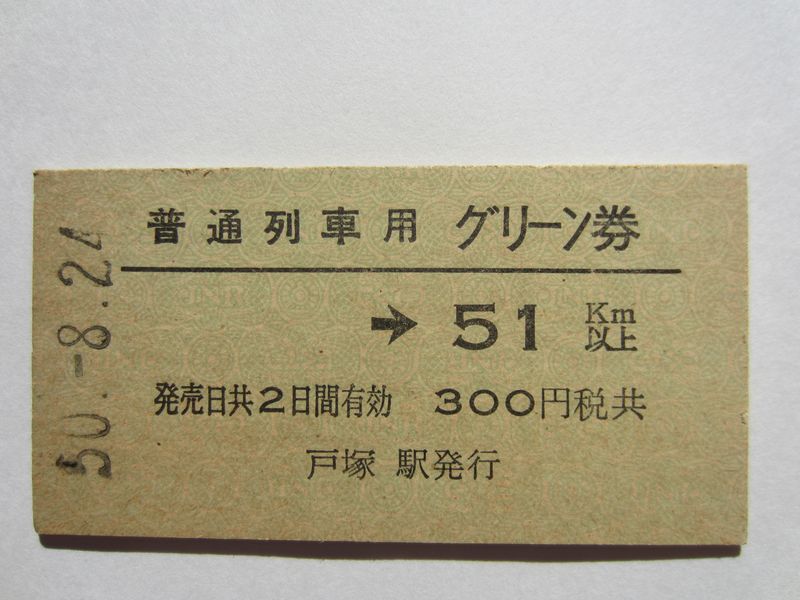 50.-8.24
普通列車用 グリーン券
→ 51 Km以上
発売日共2日間有効 300円税共
戸塚 駅発行